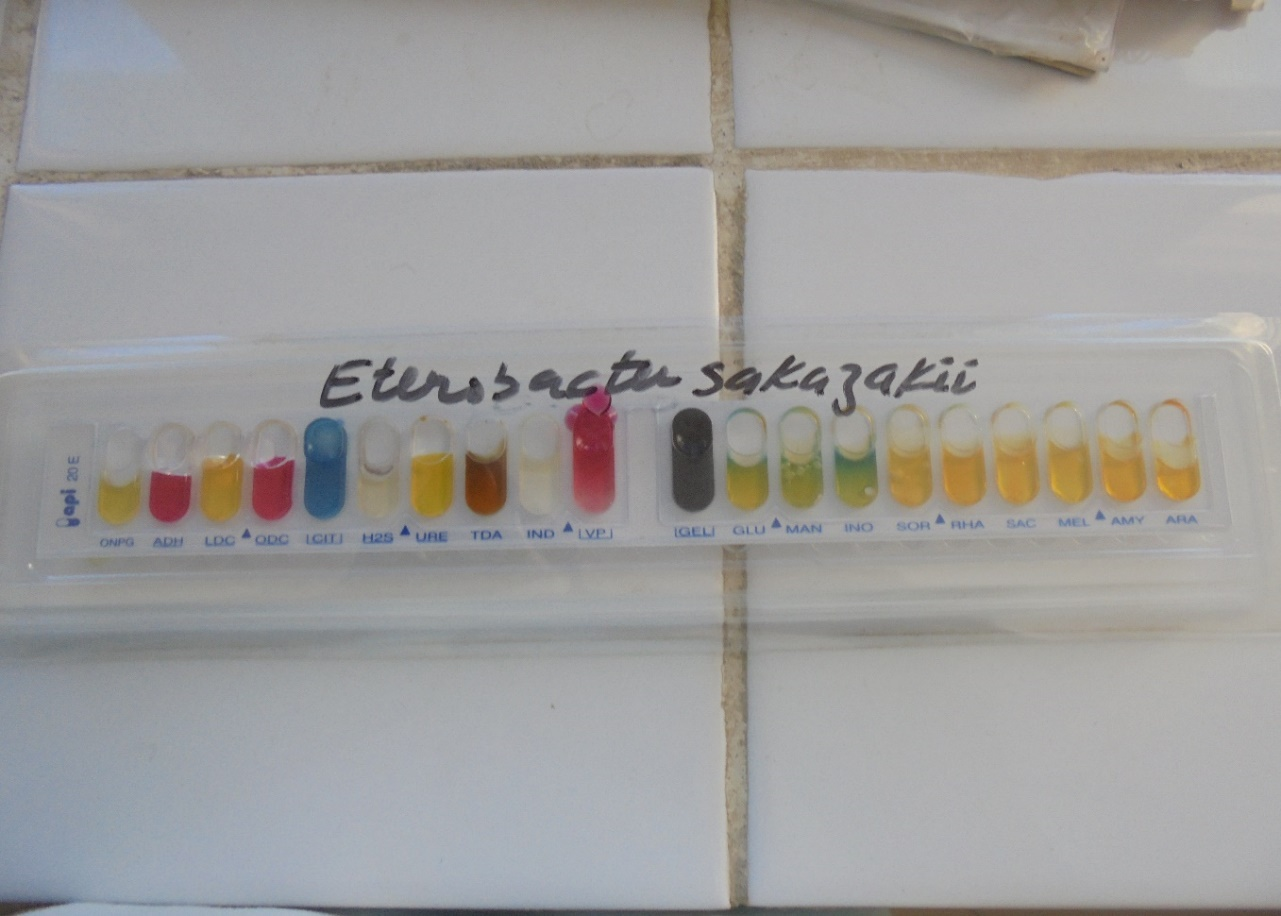 Eterobacter sakazakii
api 20 E
ONPG ADH LDC ODC |CIT| H2S URE TDA IND |VP| |GEL| GLU MAN INO SOR RHA SAC MEL AMY ARA